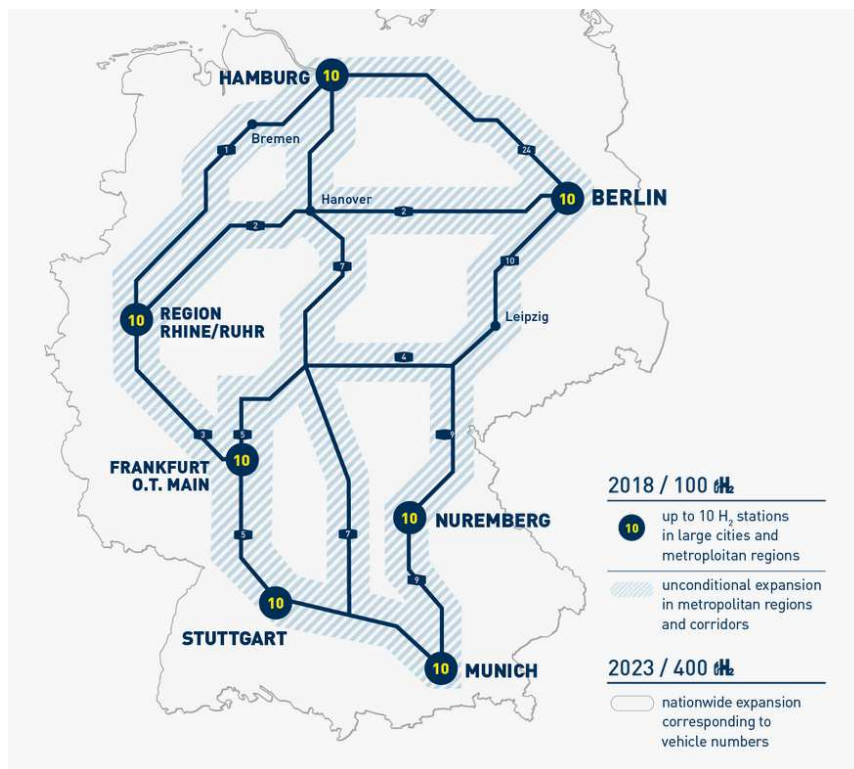 HAMBURG
10
Bremen
1
24
Hanover
2
10
BERLIN
2
7
10
REGION
RHINE/RUHR
10
Leipzig
4
3
5
9
FRANKFURT
O.T. MAIN
10
10
NUREMBERG
5
7
9
10
STUTTGART
10
MUNICH
2018 / 100 H2
10
up to 10 H₂ stations
in large cities and
metroploitan regions
unconditional expansion
in metropolitan regions
and corridors
2023 / 400 H2
nationwide expansion
corresponding to
vehicle numbers